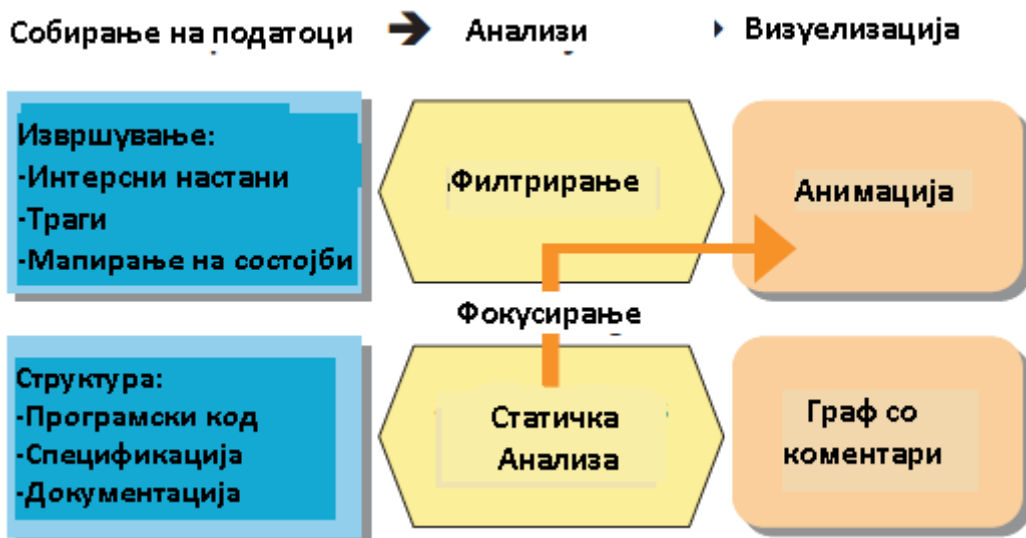 Собирање на податоци
Анализи
Визуелизација
Извршување:
-Интерсни настани
-Траги
-Мапирање на состојби
Филтрирање
Анимација
Фокусирање
Структура:
-Програмски код
-Спецификација
-Документација
Статичка
Анализа
Граф со
коментари